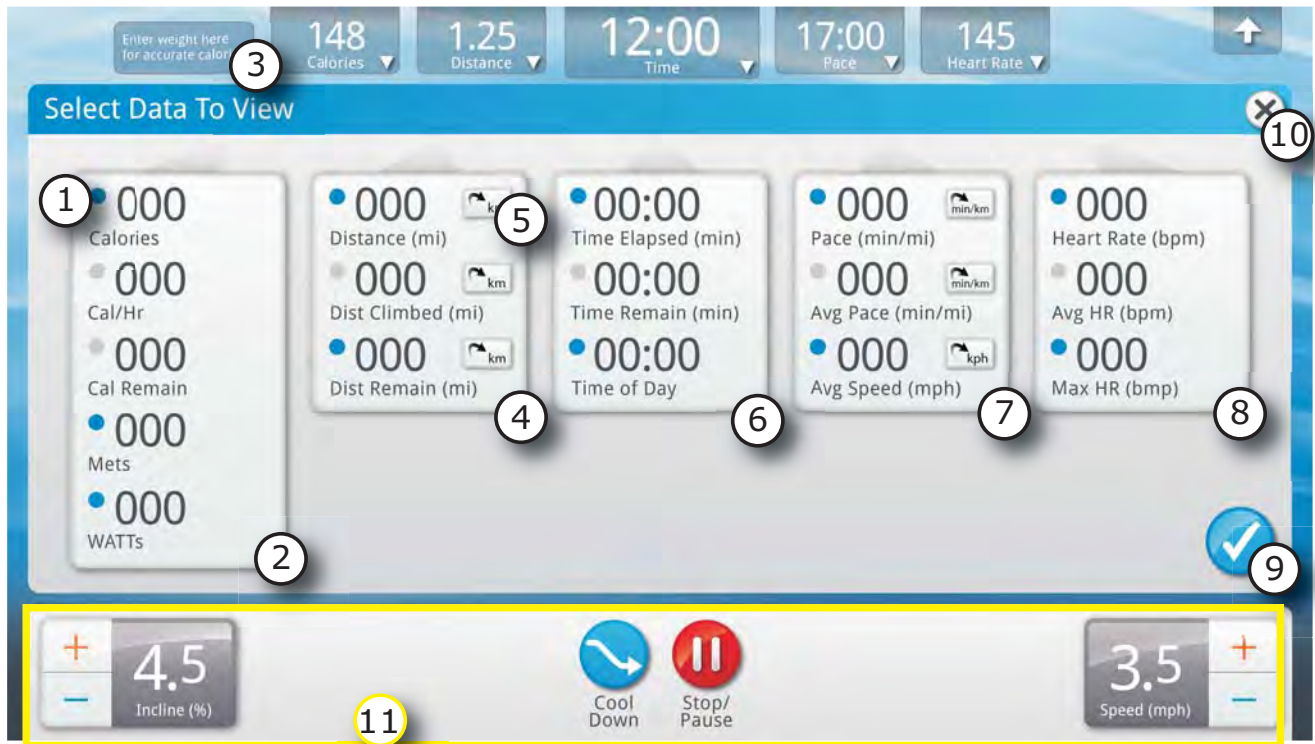 Enter weight here
for accurate calor
3
148
Calories
1.25
Distance
12:00
Time
17:00
Pace
145
Heart Rate
Select Data To View
10
1
000
Calories
000
Cal/Hr
000
Cal Remain
000
Mets
000
WATTs
2
000
5
Distance (mi)
000 km
Dist Climbed (mi)
000 km
Dist Remain (mi)
4
00:00
Time Elapsed (min)
00:00
Time Remain (min)
00:00
Time of Day
6
000 min/km
Pace (min/mi)
000 min/km
Avg Pace (min/mi)
000 kph
Avg Speed (mph)
7
000
Heart Rate (bpm)
000
Avg HR (bpm)
000
Max HR (bmp)
8
9
+
−
4.5
Incline (%)
11
Cool
Down
Stop/
Pause
3.5
Speed (mph)
+
−